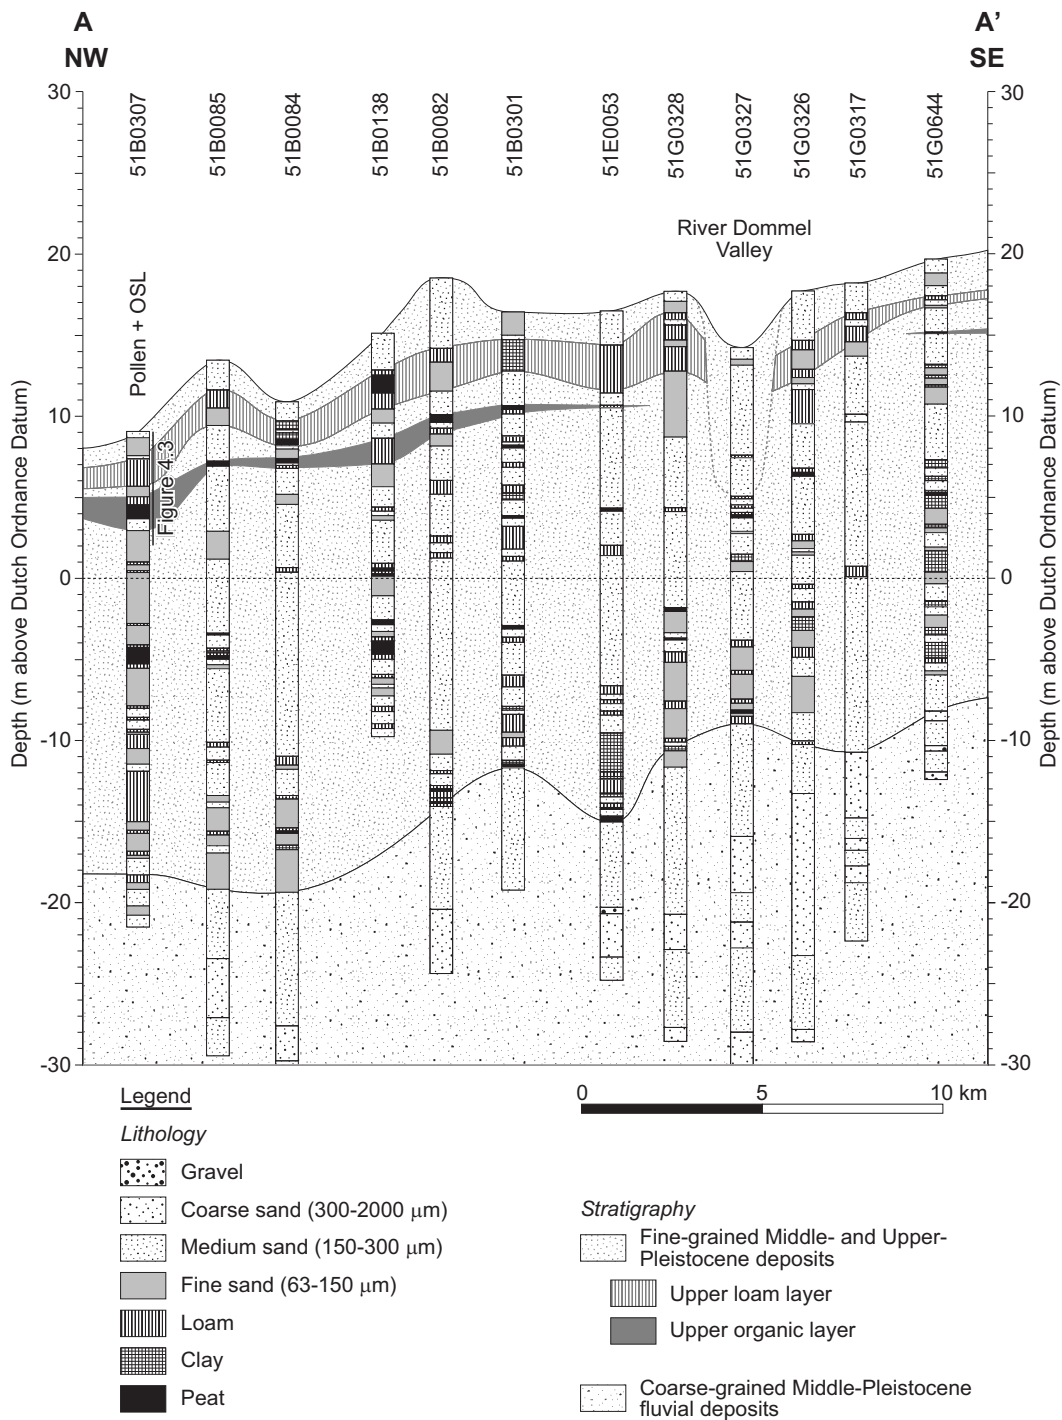 A
NW
A’
SE
51B0307
51B0085
51B0084
51B0138
51B0082
51B0301
51E0053
51G0328
51G0327
51G0326
51G0317
51G0644
30
20
10
0
-10
-20
-30
Depth (m above Dutch Ordnance Datum)
30
20
10
0
-10
-20
-30
Depth (m above Dutch Ordnance Datum)
Pollen + OSL
Figure 4.3
River Dommel
Valley
0
5
10 km
Legend
Lithology
Gravel
Coarse sand (300-2000 μm)
Medium sand (150-300 μm)
Fine sand (63-150 μm)
Loam
Clay
Peat
Stratigraphy
Fine-grained Middle- and Upper-
Pleistocene deposits
Upper loam layer
Upper organic layer
Coarse-grained Middle-Pleistocene
fluvial deposits